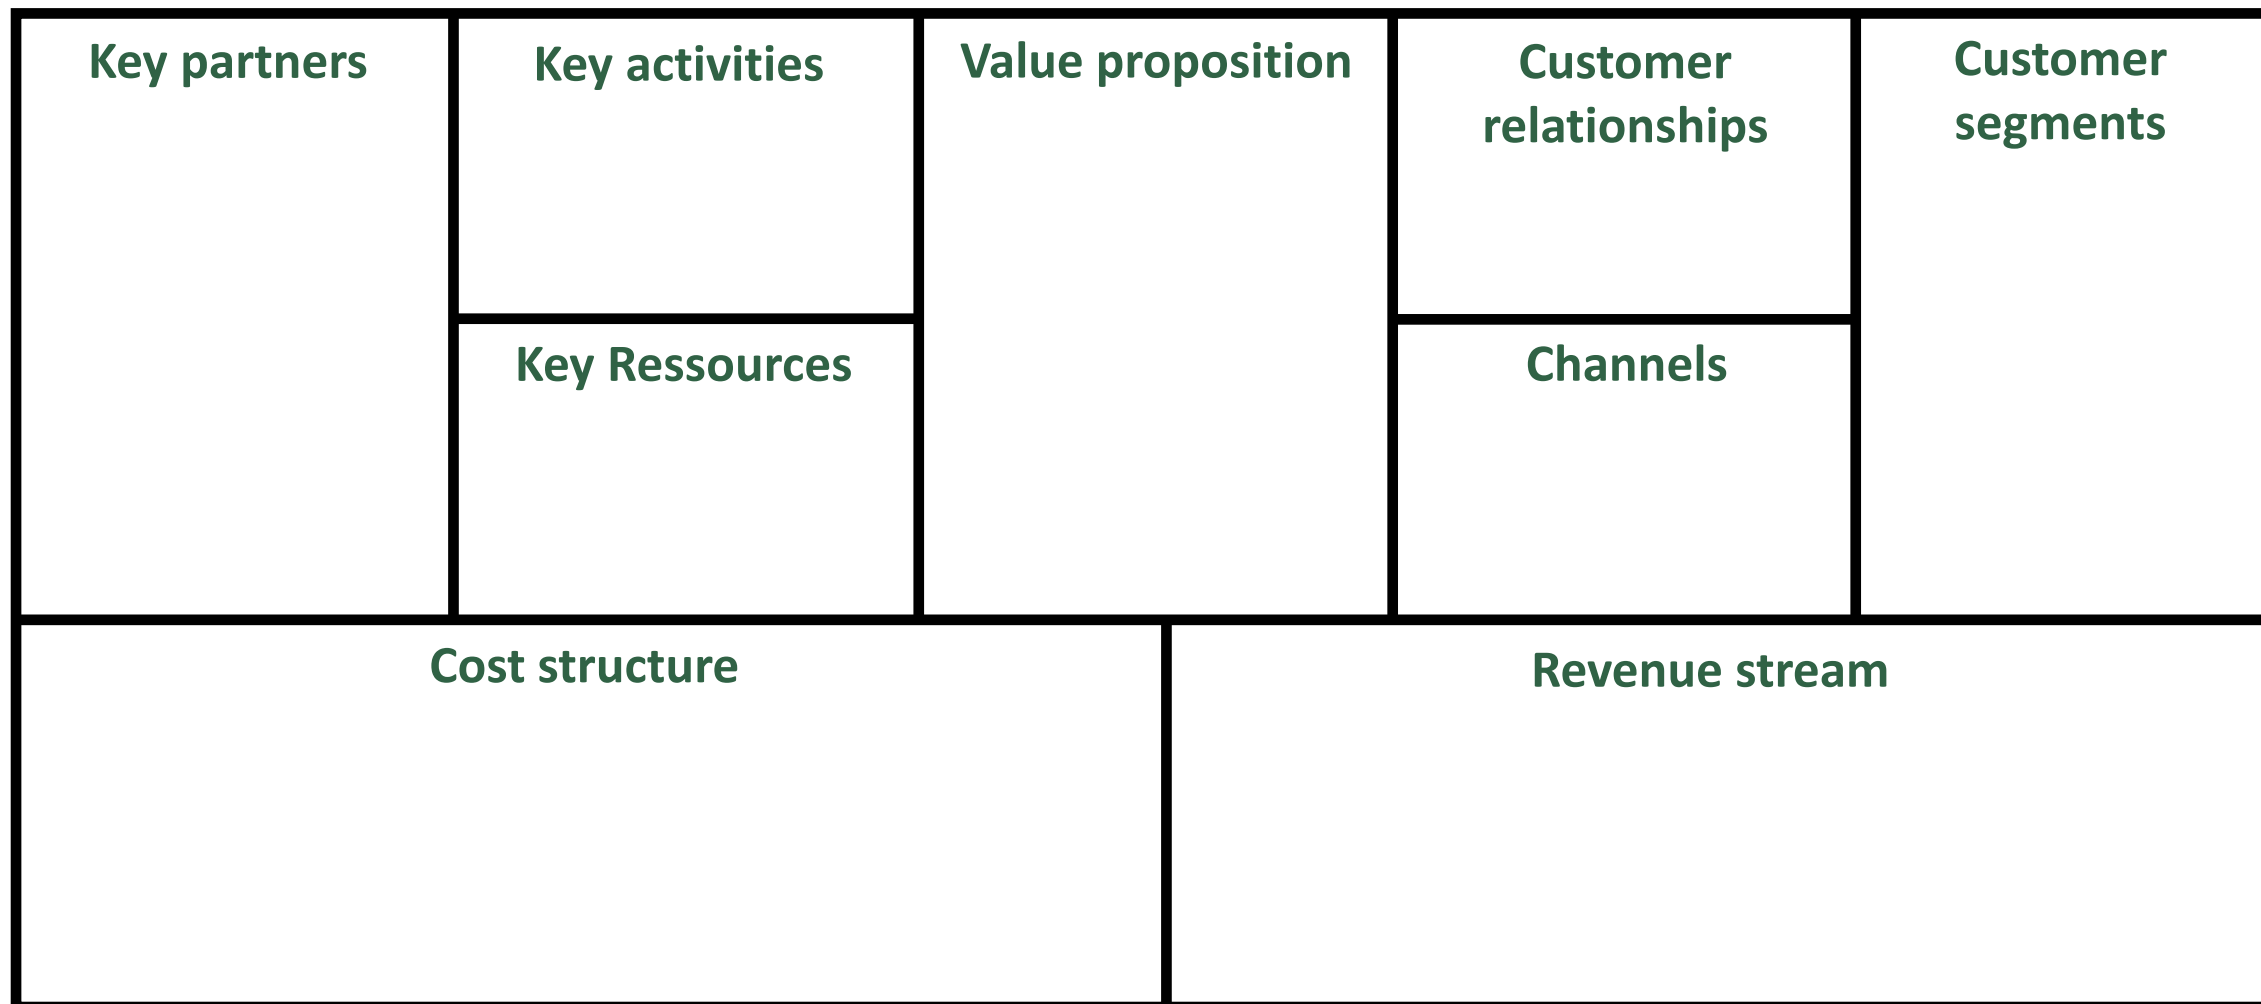 Key partners
Key activities
Value proposition
Customer
relationships
Customer
segments
Key Ressources
Channels
Cost structure
Revenue stream